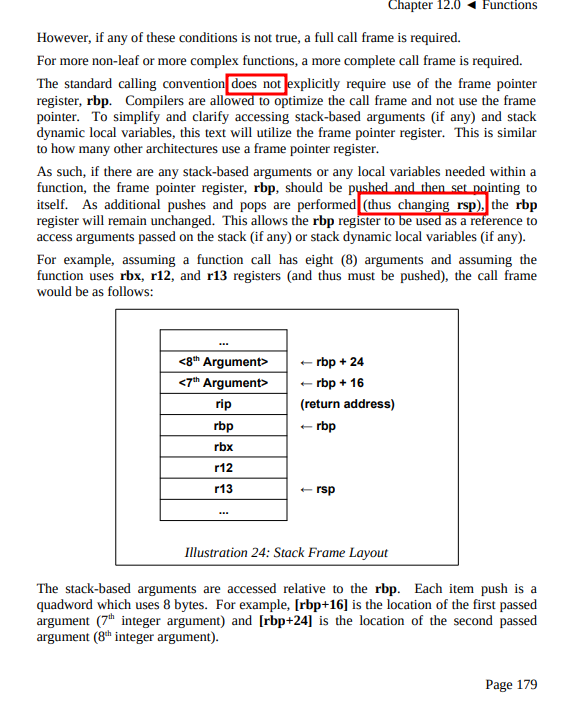 Chapter 12.0 ◄ Functions
However, if any of these conditions is not true, a full call frame is required.
For more non-leaf or more complex functions, a more complete call frame is required.
The standard calling convention does not explicitly require use of the frame pointer
register, rbp.  Compilers are allowed to optimize the call frame and not use the frame
pointer.  To simplify and clarify accessing stack-based arguments (if any) and stack
dynamic local variables, this text will utilize the frame pointer register.  This is similar
to how many other architectures use a frame pointer register.
As such, if there are any stack-based arguments or any local variables needed within a
function, the frame pointer register, rbp, should be pushed and then set pointing to
itself.  As additional pushes and pops are performed (thus changing rsp), the rbp
register will remain unchanged.  This allows the rbp register to be used as a reference to
access arguments passed on the stack (if any) or stack dynamic local variables (if any).
For example, assuming a function call has eight (8) arguments and assuming the
function uses rbx, r12, and r13 registers (and thus must be pushed), the call frame
would be as follows:
...
<8th Argument> ← rbp + 24
<7th Argument> ← rbp + 16
rip (return address)
rbp ← rbp
rbx
r12
r13 ← rsp
...
Illustration 24: Stack Frame Layout
The stack-based arguments are accessed relative to the rbp.  Each item push is a
quadword which uses 8 bytes.  For example, [rbp+16] is the location of the first passed
argument (7th integer argument) and [rbp+24] is the location of the second passed
argument (8th integer argument).
Page 179